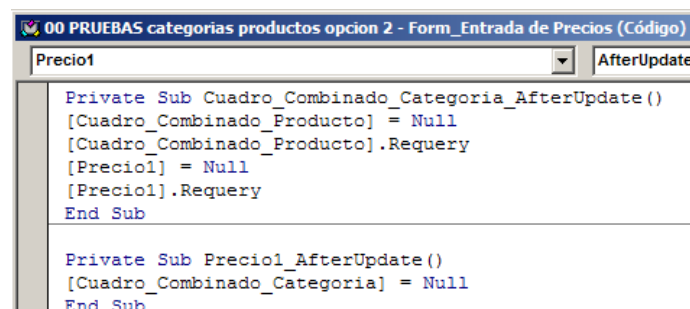 00 PRUEBAS categorias productos opcion 2 - Form_Entrada de Precios (Código)
Precio1 AfterUpdate
Private Sub Cuadro_Combinado_Categoria_AfterUpdate()
[Cuadro_Combinado_Producto] = Null
[Cuadro_Combinado_Producto].Requery
[Precio1] = Null
[Precio1].Requery
End Sub
Private Sub Precio1_AfterUpdate()
[Cuadro_Combinado_Categoria] = Null
End Sub